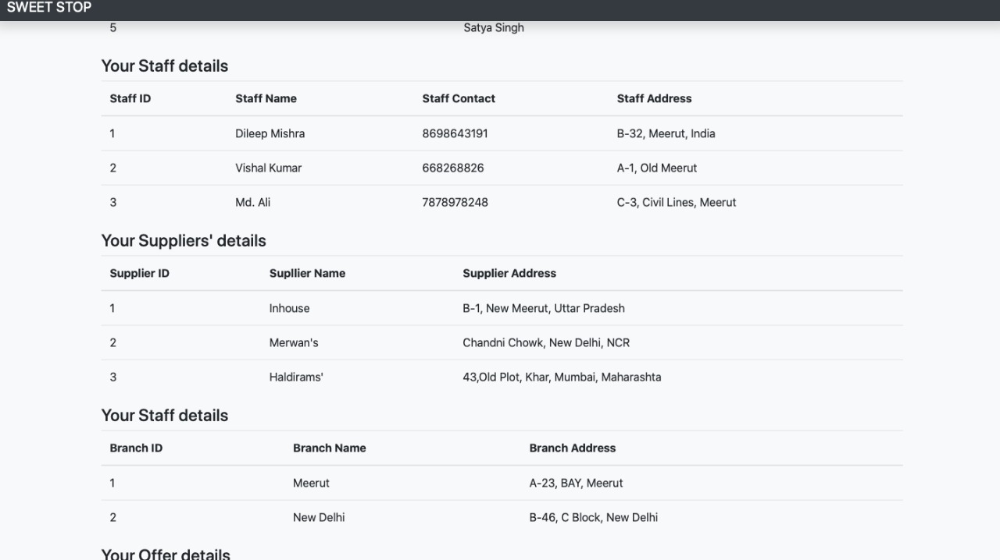 SWEET STOP
5 Satya Singh
Your Staff details
Staff ID Staff Name Staff Contact Staff Address
1 Dileep Mishra 8698643191 B-32, Meerut, India
2 Vishal Kumar 668268826 A-1, Old Meerut
3 Md. Ali 7878978248 C-3, Civil Lines, Meerut
Your Suppliers' details
Supplier ID Supllier Name Supplier Address
1 Inhouse B-1, New Meerut, Uttar Pradesh
2 Merwan's Chandni Chowk, New Delhi, NCR
3 Haldirams' 43,Old Plot, Khar, Mumbai, Maharashta
Your Staff details
Branch ID Branch Name Branch Address
1 Meerut A-23, BAY, Meerut
2 New Delhi B-46, C Block, New Delhi
Your Offer details